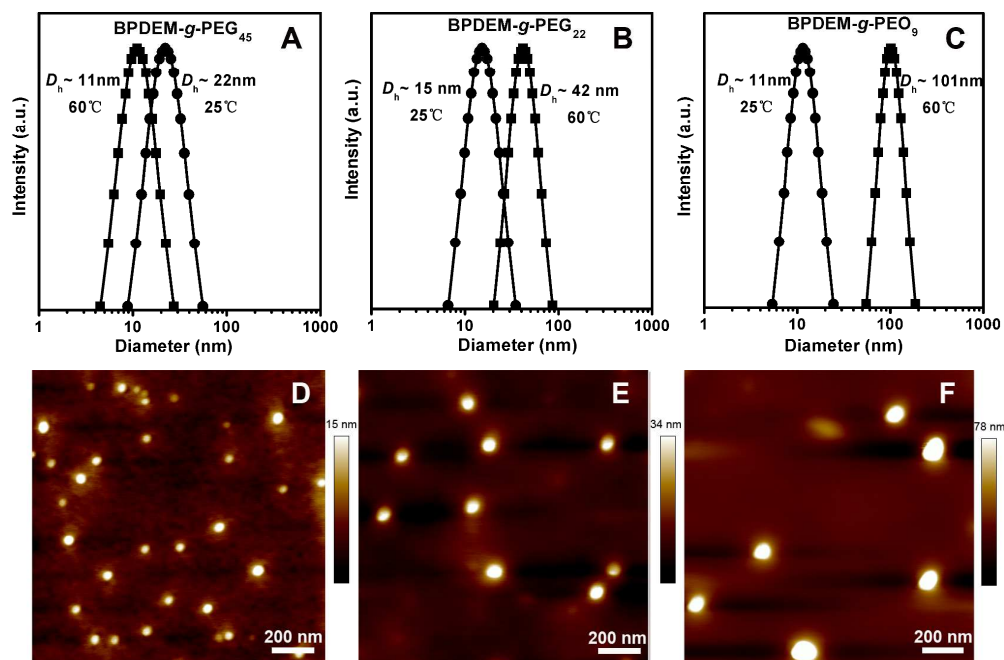 BPDEM-g-PEG45
A
Dh~ 11nm
60℃
Dh~ 22nm
25℃
Intensity (a.u.)
1
10
100
1000
Diameter (nm)
BPDEM-g-PEG22
B
Dh~ 15 nm
25℃
Dh~ 42 nm
60℃
Intensity (a.u.)
1
10
100
1000
Diameter (nm)
BPDEM-g-PEO9
C
Dh~ 11nm
25℃
Dh~ 101nm
60℃
Intensity (a.u.)
1
10
100
1000
Diameter (nm)
D
15 nm
200 nm
E
34 nm
200 nm
F
78 nm
200 nm